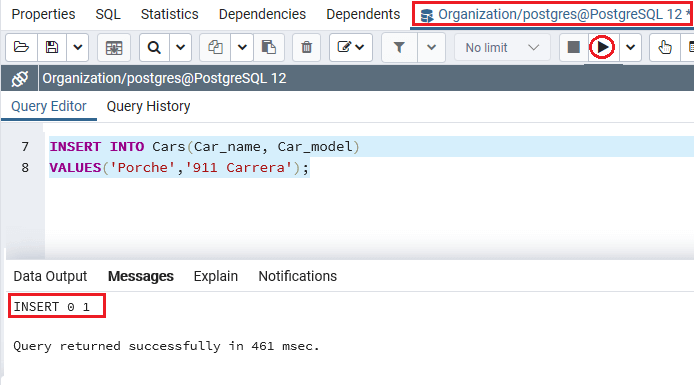 Properties SQL Statistics Dependencies Dependents Organization/postgres@PostgreSQL 12 *
No limit
Organization/postgres@PostgreSQL 12
Query Editor Query History
7 INSERT INTO Cars(Car_name, Car_model)
8 VALUES('Porche','911 Carrera');
Data Output Messages Explain Notifications
INSERT 0 1
Query returned successfully in 461 msec.